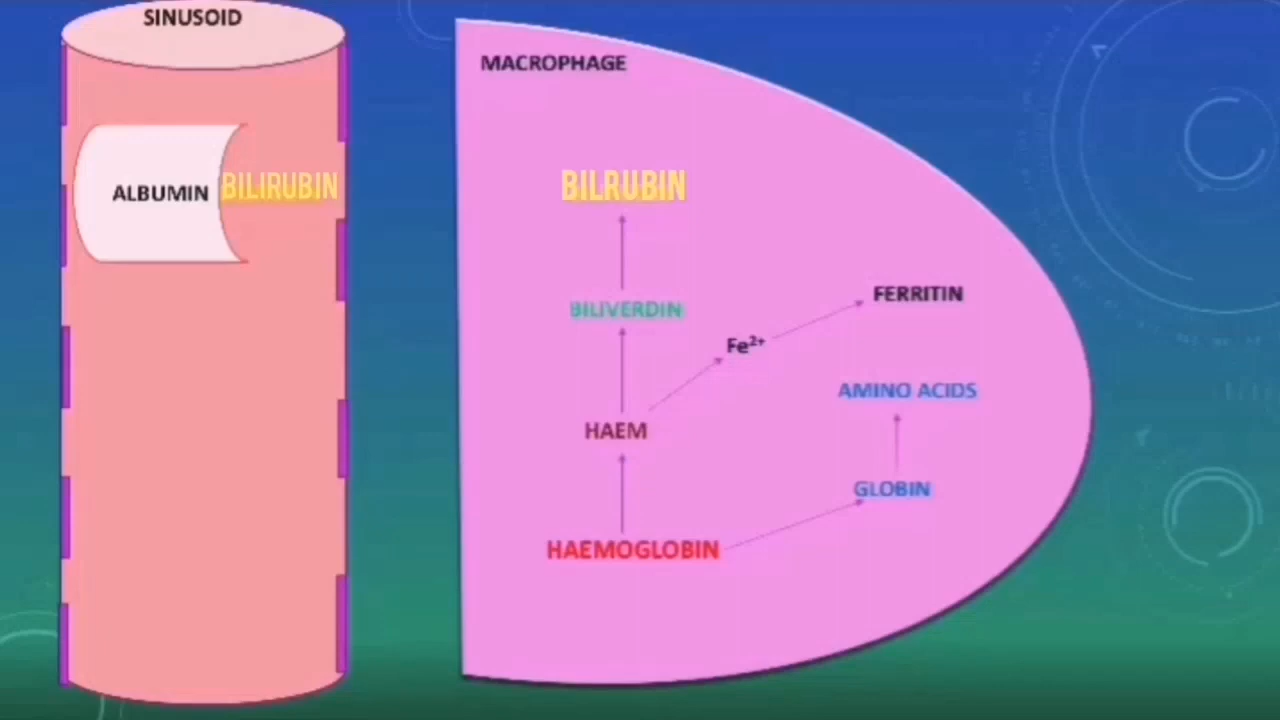 SINUSOID
ALBUMIN
BILIRUBIN
MACROPHAGE
BILRUBIN
BILIVERDIN
FERRITIN
Fe²⁺
AMINO ACIDS
HAEM
GLOBIN
HAEMOGLOBIN